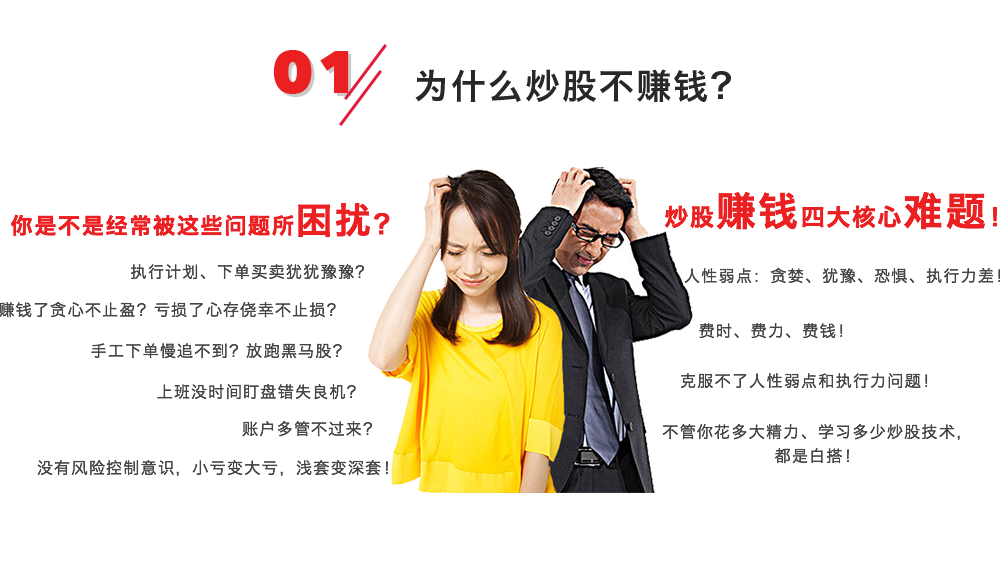 01
为什么炒股不赚钱?
你是不是经常被这些问题所困扰?
执行计划、下单买卖犹犹豫豫?
赚钱了贪心不止盈?亏损了心存侥幸不止损?
手工下单慢追不到?放跑黑马股?
上班没时间盯盘错失良机?
账户多管不过来?
没有风险控制意识，小亏变大亏，浅套变深套!
炒股赚钱四大核心难题!
人性弱点：贪婪、犹豫、恐惧、执行力差!
费时、费力、费钱!
克服不了人性弱点和执行力问题!
不管你花多大精力、学习多少炒股技术，
都是白搭!